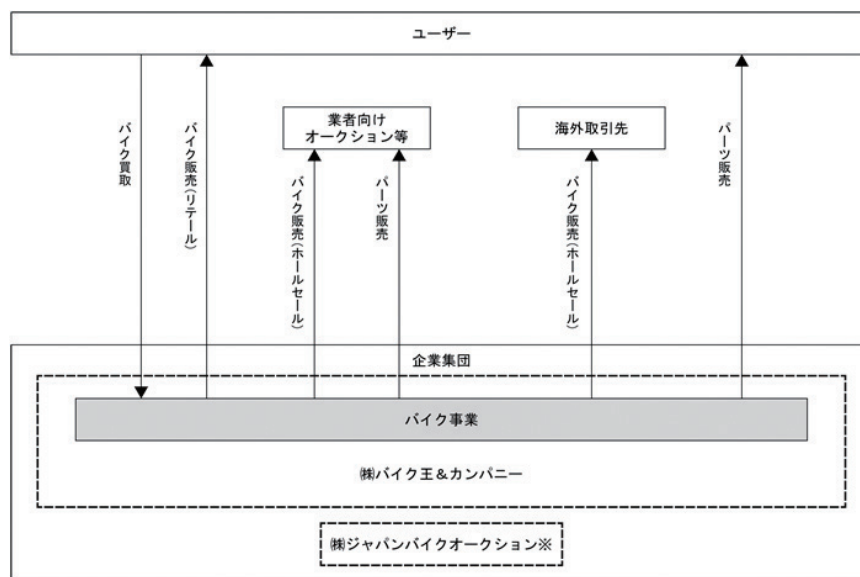 ユーザー
業者向け
オークション等
海外取引先
バイク買取
バイク販売(リテール)
バイク販売(ホールセール)
パーツ販売
バイク販売(ホールセール)
パーツ販売
企業集団
バイク事業
㈱バイク王&カンパニー
㈱ジャパンバイクオークション※